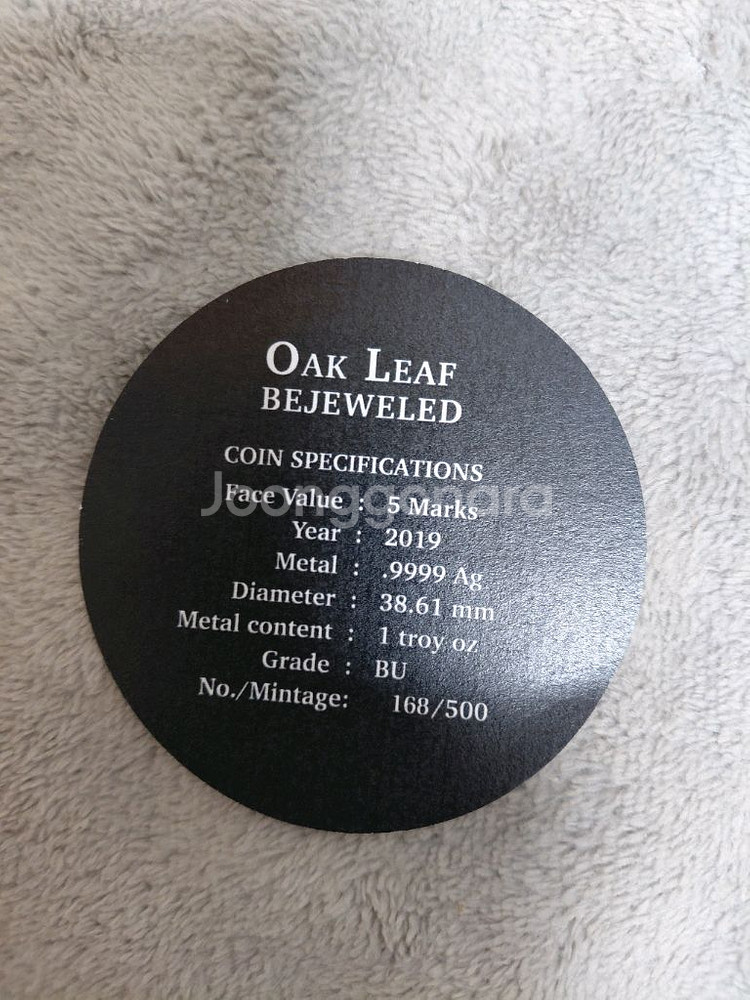 OAK LEAF
BEJEWELED
COIN SPECIFICATIONS
Joonggonara
Face Value : 5 Marks
Year : 2019
Metal : .9999 Ag
Diameter : 38.61 mm
Metal content : 1 troy oz
Grade : BU
No./Mintage: 168/500